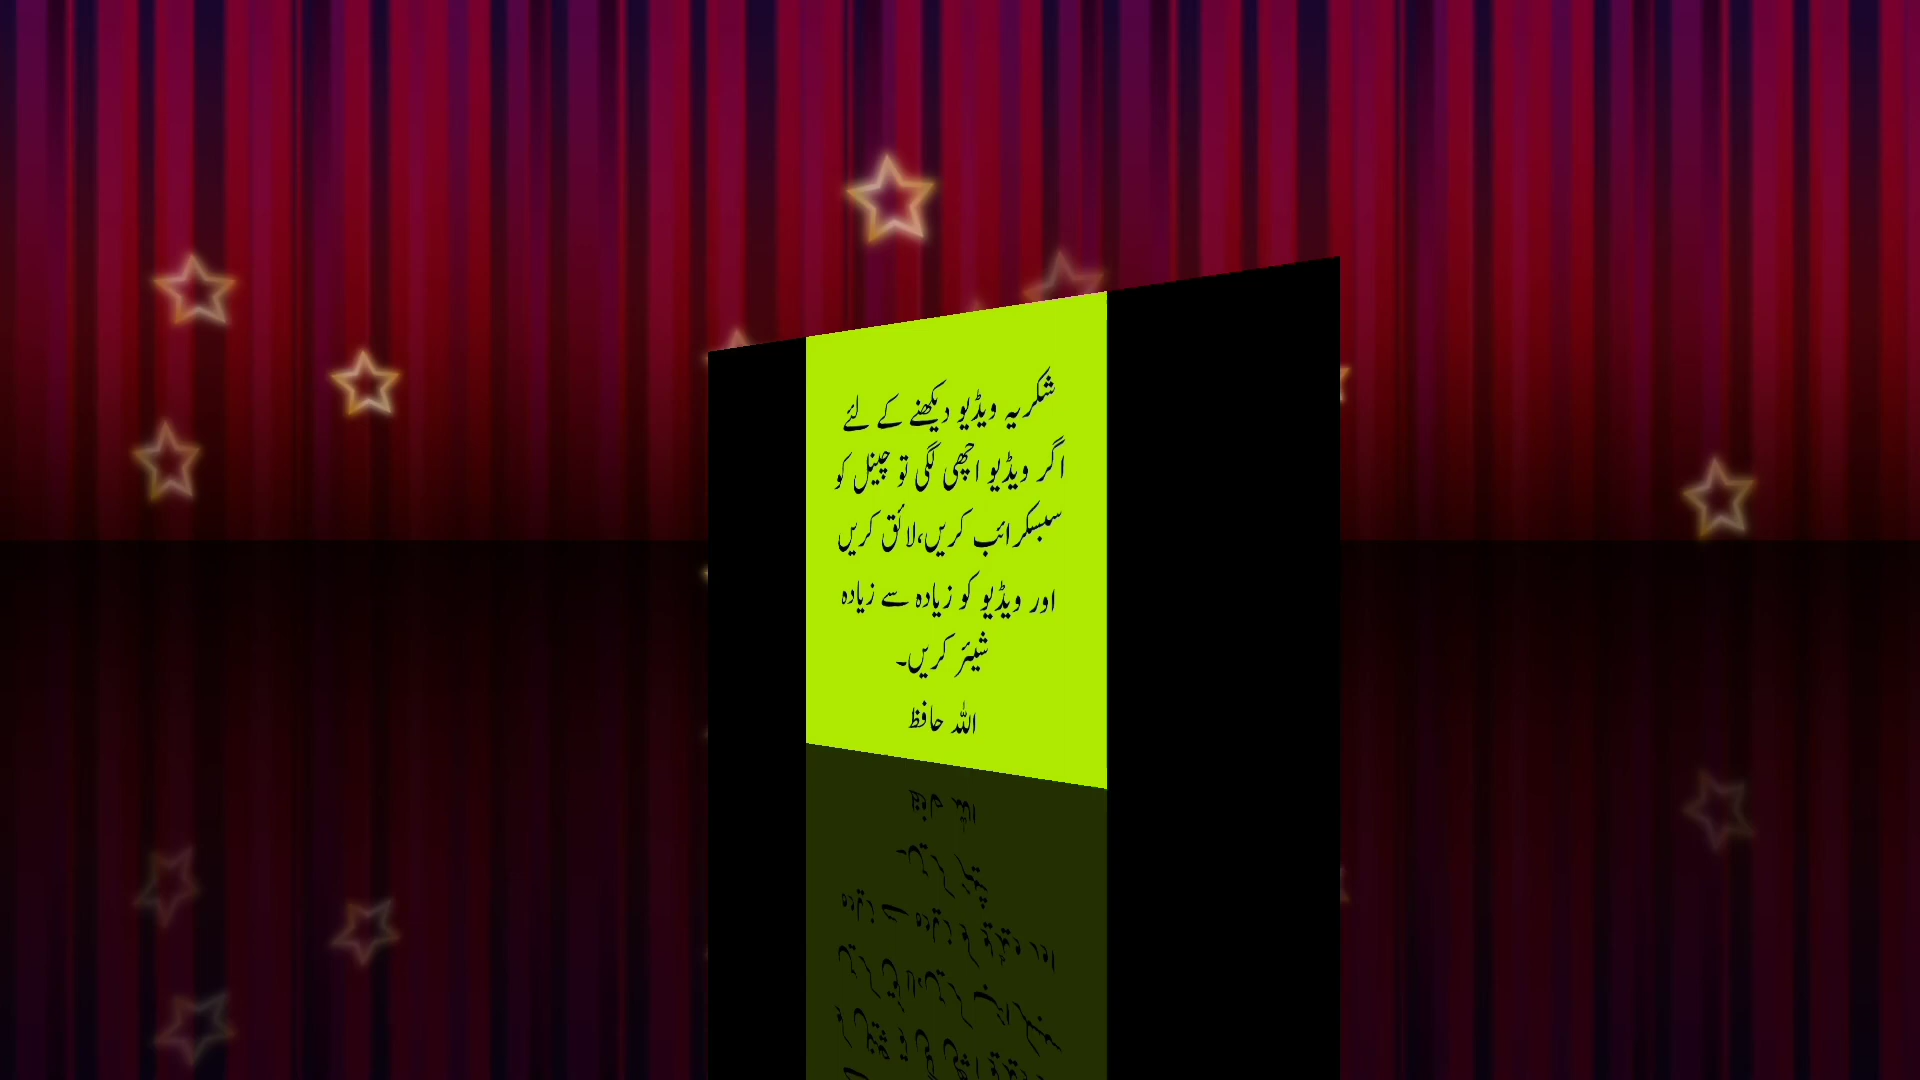 شکریہ ویڈیو دیکھنے کے لئے
اگر ویڈیو اچھی لگی تو چینل کو
سبسکرائب کریں،لائق کریں
اور ویڈیو کو زیادہ سے زیادہ
شیئر کریں۔
اللہ حافظ